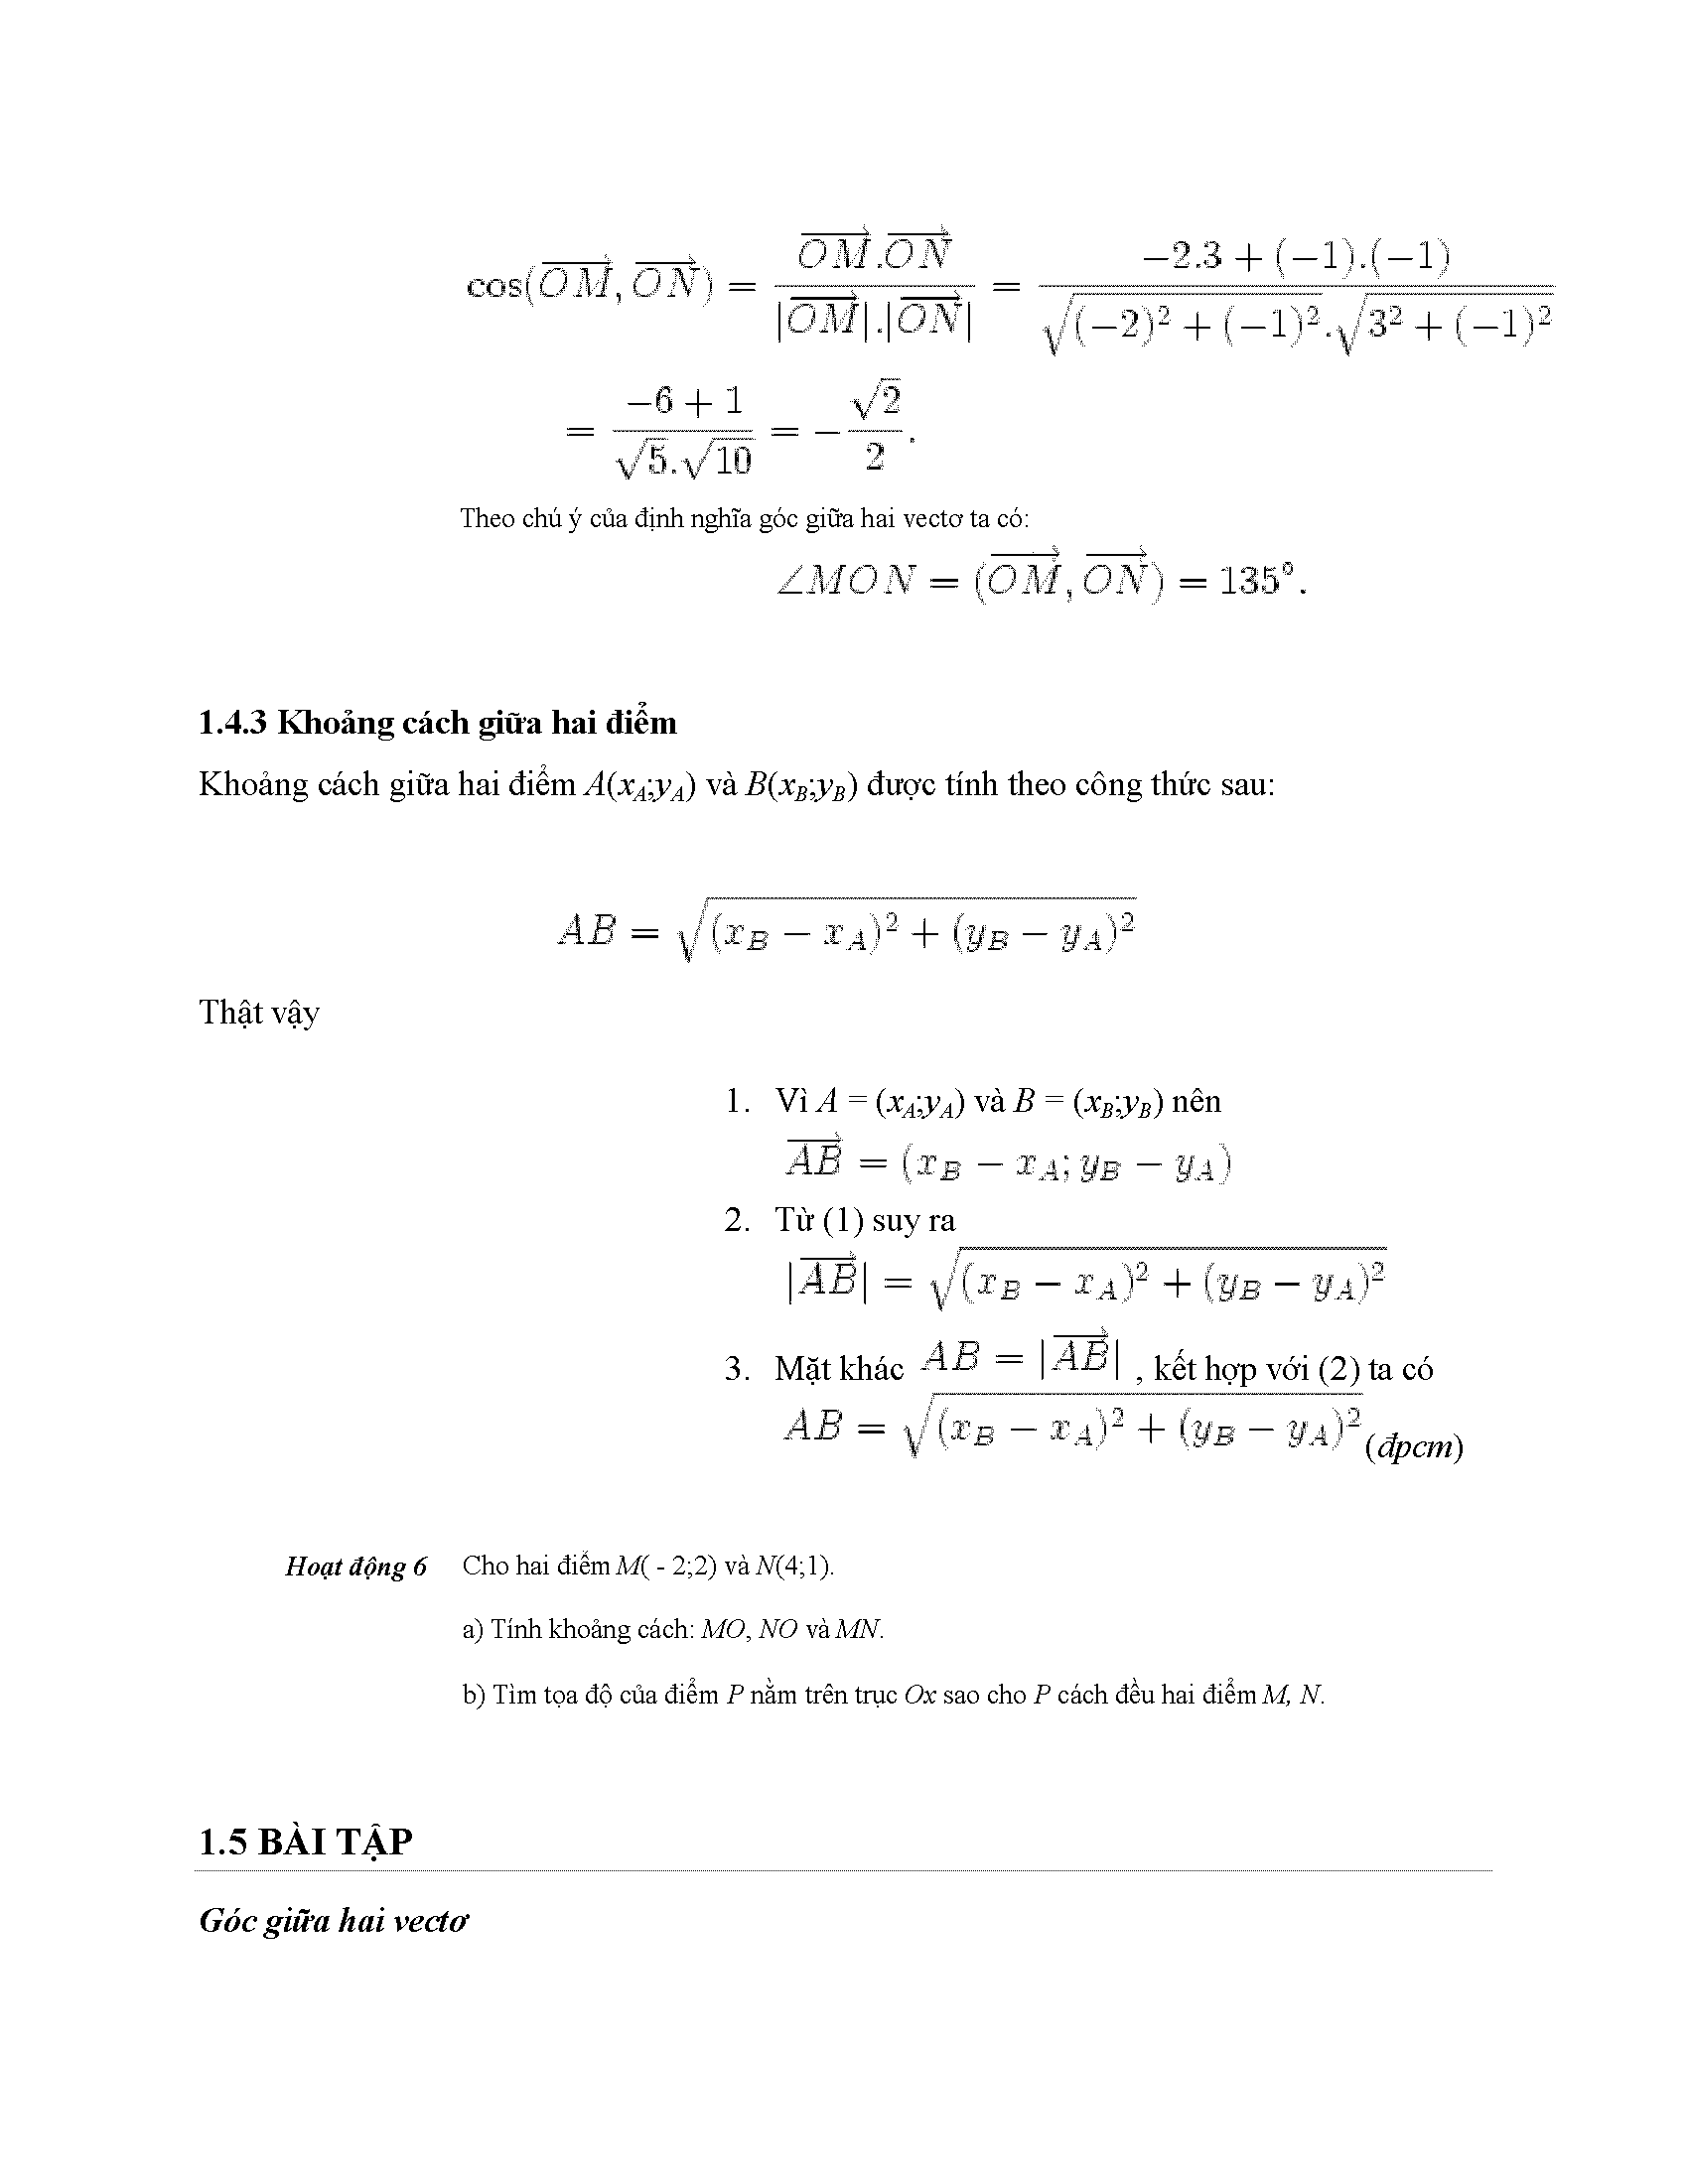 cos(\overrightarrow{OM}, \overrightarrow{ON}) = \frac{\overrightarrow{OM}.\overrightarrow{ON}}{|\overrightarrow{OM}|.|\overrightarrow{ON}|} = \frac{-2.3 + (-1).(-1)}{\sqrt{(-2)^2 + (-1)^2}.\sqrt{3^2 + (-1)^2}}
= \frac{-6 + 1}{\sqrt{5}.\sqrt{10}} = -\frac{\sqrt{2}}{2}.
Theo chú ý của định nghĩa góc giữa hai vectơ ta có:
∠MON = (\overrightarrow{OM}, \overrightarrow{ON}) = 135^o.
1.4.3 Khoảng cách giữa hai điểm
Khoảng cách giữa hai điểm A(x_A;y_A) và B(x_B;y_B) được tính theo công thức sau:
AB = \sqrt{(x_B - x_A)^2 + (y_B - y_A)^2}
Thật vậy
1. Vì A = (x_A;y_A) và B = (x_B;y_B) nên
\overrightarrow{AB} = (x_B - x_A; y_B - y_A)
2. Từ (1) suy ra
|\overrightarrow{AB}| = \sqrt{(x_B - x_A)^2 + (y_B - y_A)^2}
3. Mặt khác AB = |\overrightarrow{AB}| , kết hợp với (2) ta có
AB = \sqrt{(x_B - x_A)^2 + (y_B - y_A)^2} (đpcm)
Hoạt động 6 Cho hai điểm M( - 2;2) và N(4;1).
a) Tính khoảng cách: MO, NO và MN.
b) Tìm tọa độ của điểm P nằm trên trục Ox sao cho P cách đều hai điểm M, N.
1.5 BÀI TẬP
Góc giữa hai vectơ